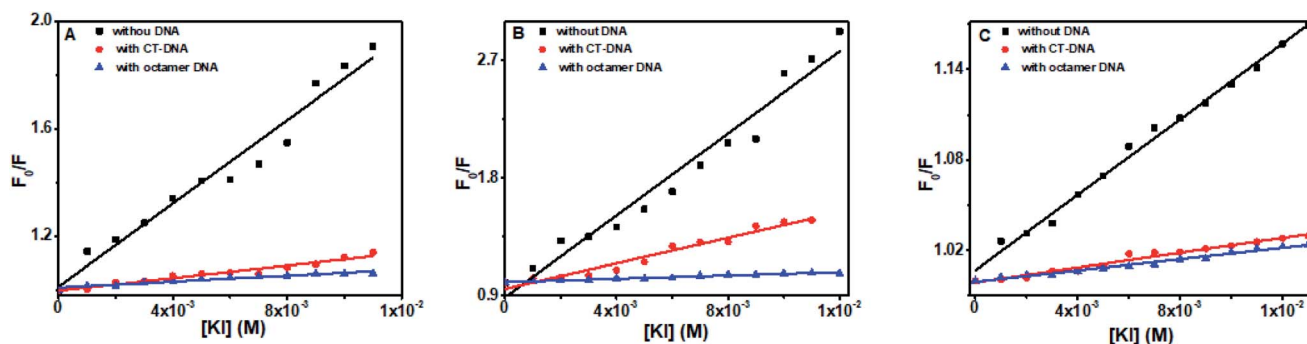 A
withou DNA
with CT-DNA
with octamer DNA
2.0
1.6
1.2
F₀/F
0
4x10⁻³
8x10⁻³
1x10⁻²
[KI] (M)
B
without DNA
with CT-DNA
with octamer DNA
2.7
1.8
0.9
F₀/F
0
4x10⁻³
8x10⁻³
1x10⁻²
[KI] (M)
C
without DNA
with CT-DNA
with octamer DNA
1.14
1.08
1.02
F₀/F
0
4x10⁻³
8x10⁻³
1x10⁻²
[KI] (M)